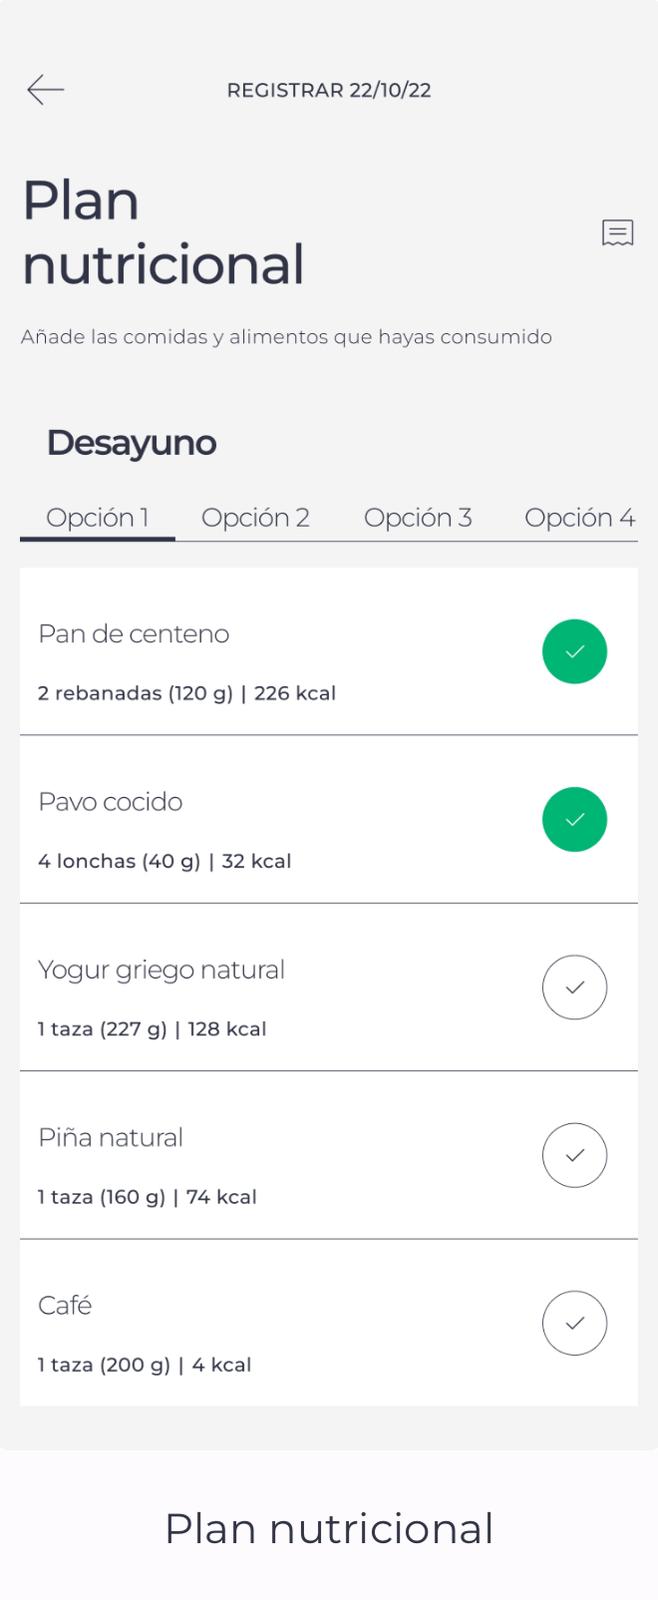 REGISTRAR 22/10/22
Plan
nutricional
Añade las comidas y alimentos que hayas consumido
Desayuno
Opción 1 Opción 2 Opción 3 Opción 4
Pan de centeno
2 rebanadas (120 g) | 226 kcal
Pavo cocido
4 lonchas (40 g) | 32 kcal
Yogur griego natural
1 taza (227 g) | 128 kcal
Piña natural
1 taza (160 g) | 74 kcal
Café
1 taza (200 g) | 4 kcal
Plan nutricional